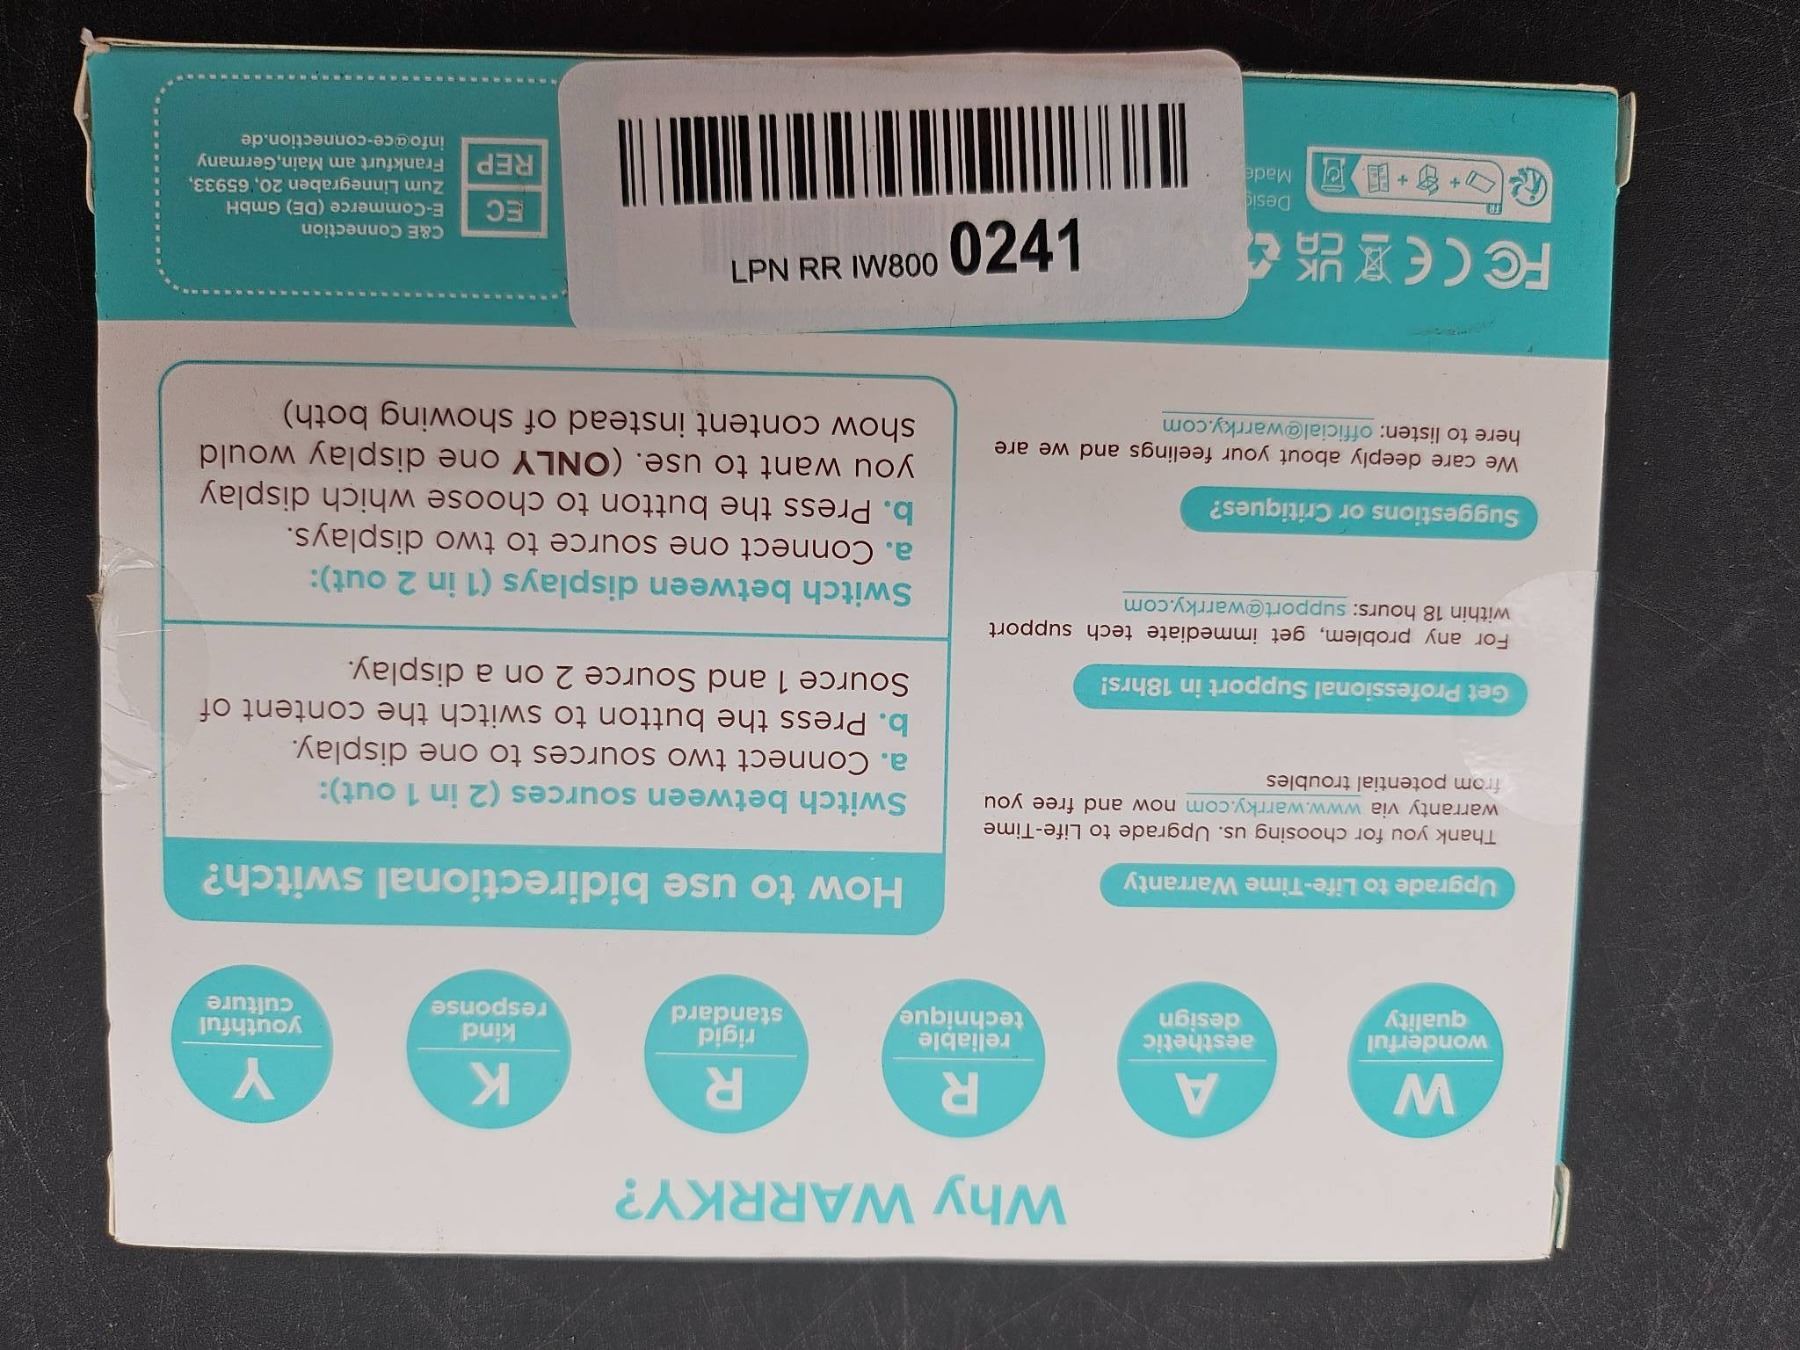 Why WARRKY?
W
wonderful
quality
A
aesthetic
design
R
reliable
technique
R
rigid
standard
K
kind
response
Y
youthful
culture
Upgrade to Life-Time Warranty
Thank you for choosing us. Upgrade to Life-Time
warranty via www.warrky.com now and free you
from potential troubles
Get Professional Support in 18hrs!
For any problem, get immediate tech support
within 18 hours: support@warrky.com
Suggestions or Critiques?
We care deeply about your feelings and we are
here to listen: official@warrky.com
How to use bidirectional switch?
Switch between sources (2 in 1 out):
a. Connect two sources to one display.
b. Press the button to switch the content of
Source 1 and Source 2 on a display.
Switch between displays (1 in 2 out):
a. Connect one source to two displays.
b. Press the button to choose which display
you want to use. (ONLY one display would
show content instead of showing both)
FC CE UK CA
FR
Made
EC REP
C&E Connection
E-Commerce (DE) GmbH
Zum Linnegraben 20, 65933,
Frankfurt am Main,Germany
info@ce-connection.de
LPN RR IW800 0241